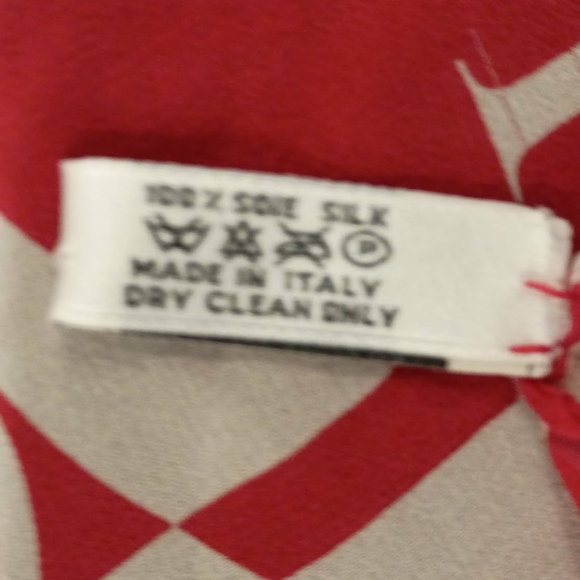 100% SOIE SILK
P
MADE IN ITALY
DRY CLEAN ONLY